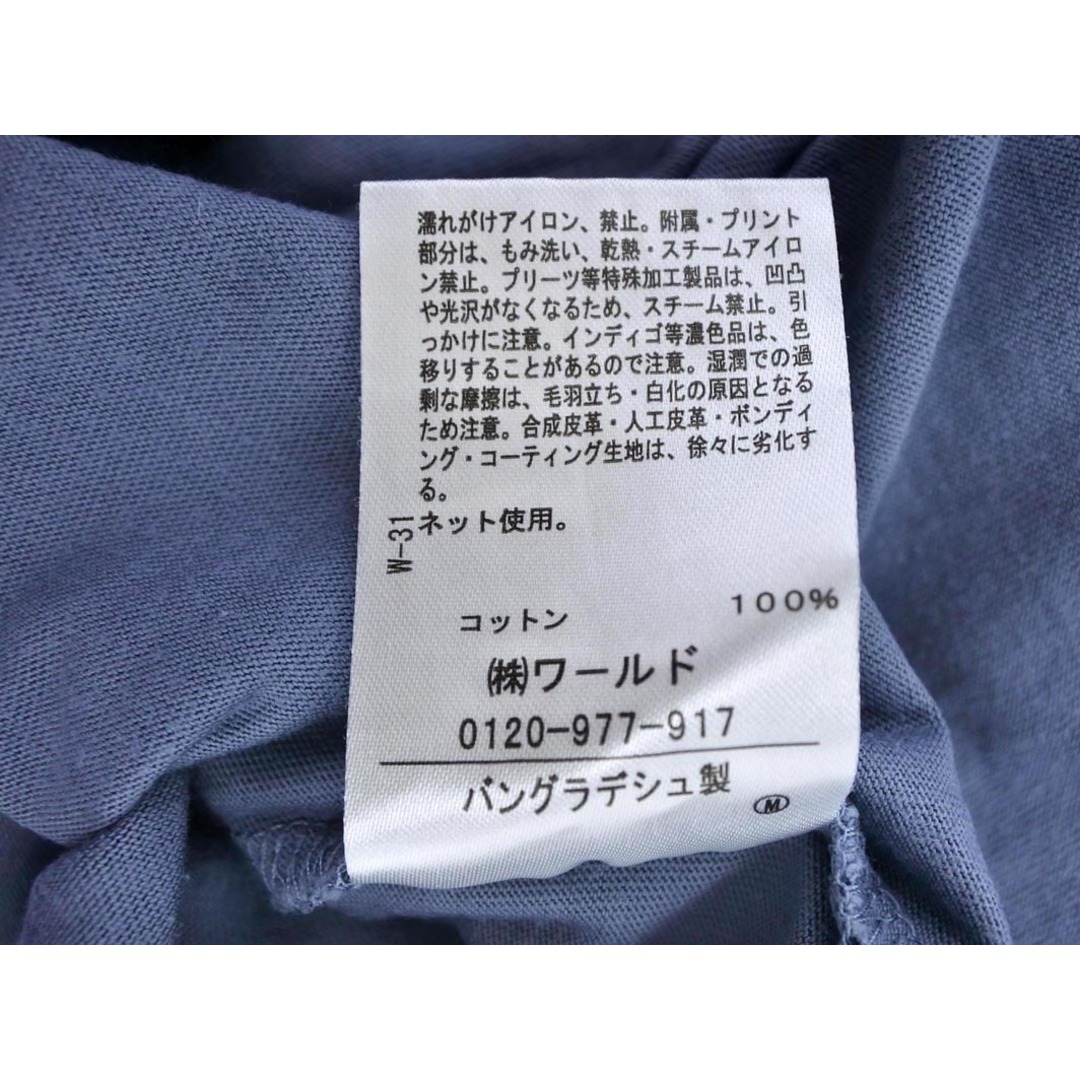 濡れがけアイロン、禁止。附属・プリント
部分は、もみ洗い、乾熱・スチームアイロ
ン禁止。プリーツ等特殊加工製品は、凹凸
や光沢がなくなるため、スチーム禁止。引
っかけに注意。インディゴ等濃色品は、色
移りすることがあるので注意。湿潤での過
剰な摩擦は、毛羽立ち・白化の原因となる
ため注意。合成皮革・人工皮革・ボンディ
ング・コーティング生地は、徐々に劣化す
る。
ネット使用。
W-31
コットン 100%
㈱ワールド
0120-977-917
バングラデシュ製
Ⓜ